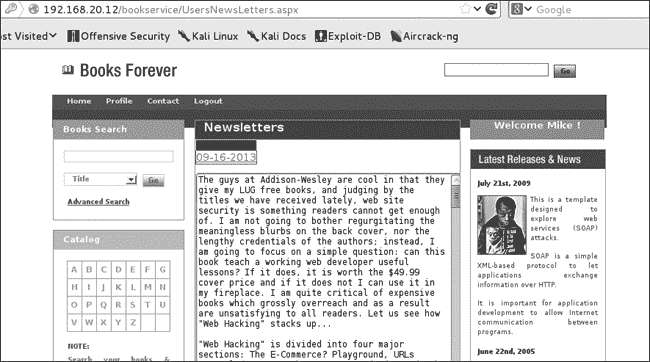 192.168.20.12/bookservice/UsersNewsLetters.aspx
Google
ost Visited
Offensive Security
Kali Linux
Kali Docs
Exploit-DB
Aircrack-ng
Books Forever
Go
Home Profile Contact Logout
Books Search
Title
Go
Advanced Search
Catalog
A B C D E F G
H I J K L M N
O P Q R S T U
V W X Y Z
NOTE:
Search your books &
Newsletters
09-16-2013
The guys at Addison-Wesley are cool in that they
give my LUG free books, and judging by the
titles we have received lately, web site
security is something readers cannot get enough
of. I am not going to bother regurgitating the
meaningless blurbs on the back cover, nor the
lengthy credentials of the authors; instead, I
am going to focus on a simple question: can this
book teach a working web developer useful
lessons? If it does, it is worth the $49.99
cover price and if it does not I can use it in
my fireplace. I am quite critical of expensive
books which grossly overreach and as a result
are unsatisfying to all readers. Let us see how
"Web Hacking" stacks up...
"Web Hacking" is divided into four major
sections: The E-Commerce? Playground, URLs
Welcome Mike !
Latest Releases & News
July 21st, 2009
This is a template
designed to
explore web
services (SOAP)
attacks.
SOAP is a simple
XML-based protocol to let
applications exchange
information over HTTP.
It is important for application
development to allow Internet
communication between
programs.
June 22nd, 2005